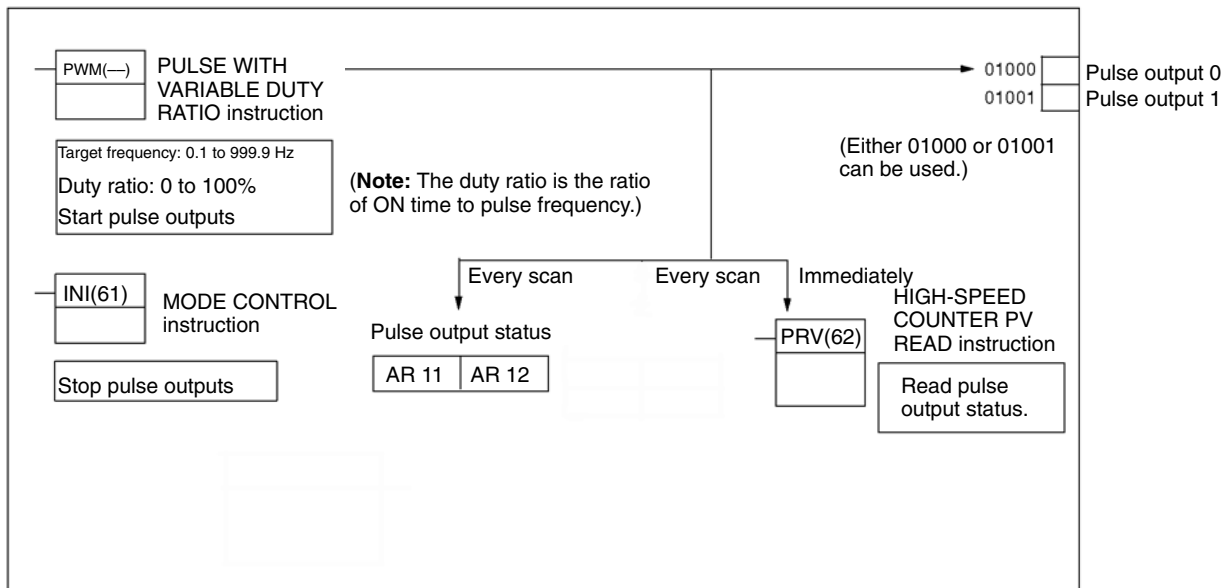 PWM(––)
PULSE WITH
VARIABLE DUTY
RATIO instruction
01000
Pulse output 0
01001
Pulse output 1
(Either 01000 or 01001
can be used.)
Target frequency: 0.1 to 999.9 Hz
Duty ratio: 0 to 100%
Start pulse outputs
(Note: The duty ratio is the ratio
of ON time to pulse frequency.)
Every scan
Every scan
Immediately
INI(61)
MODE CONTROL
instruction
Stop pulse outputs
Pulse output status
AR 11
AR 12
PRV(62)
HIGH-SPEED
COUNTER PV
READ instruction
Read pulse
output status.